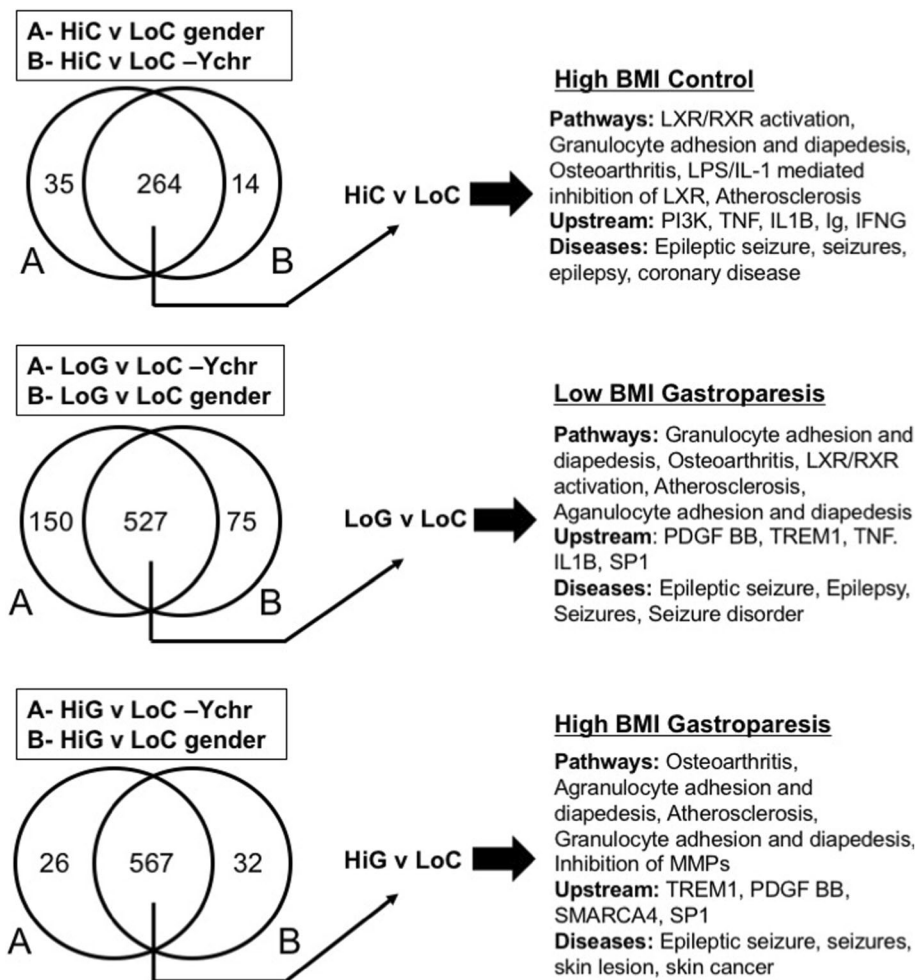 A- HiC v LoC gender
B- HiC v LoC –Ychr
35
264
14
A
B
HiC v LoC
High BMI Control
Pathways: LXR/RXR activation,
Granulocyte adhesion and diapedesis,
Osteoarthritis, LPS/IL-1 mediated
inhibition of LXR, Atherosclerosis
Upstream: PI3K, TNF, IL1B, Ig, IFNG
Diseases: Epileptic seizure, seizures,
epilepsy, coronary disease
A- LoG v LoC –Ychr
B- LoG v LoC gender
150
527
75
A
B
LoG v LoC
Low BMI Gastroparesis
Pathways: Granulocyte adhesion and
diapedesis, Osteoarthritis, LXR/RXR
activation, Atherosclerosis,
Aganulocyte adhesion and diapedesis
Upstream: PDGF BB, TREM1, TNF.
IL1B, SP1
Diseases: Epileptic seizure, Epilepsy,
Seizures, Seizure disorder
A- HiG v LoC –Ychr
B- HiG v LoC gender
26
567
32
A
B
HiG v LoC
High BMI Gastroparesis
Pathways: Osteoarthritis,
Agranulocyte adhesion and
diapedesis, Atherosclerosis,
Granulocyte adhesion and diapedesis,
Inhibition of MMPs
Upstream: TREM1, PDGF BB,
SMARCA4, SP1
Diseases: Epileptic seizure, seizures,
skin lesion, skin cancer